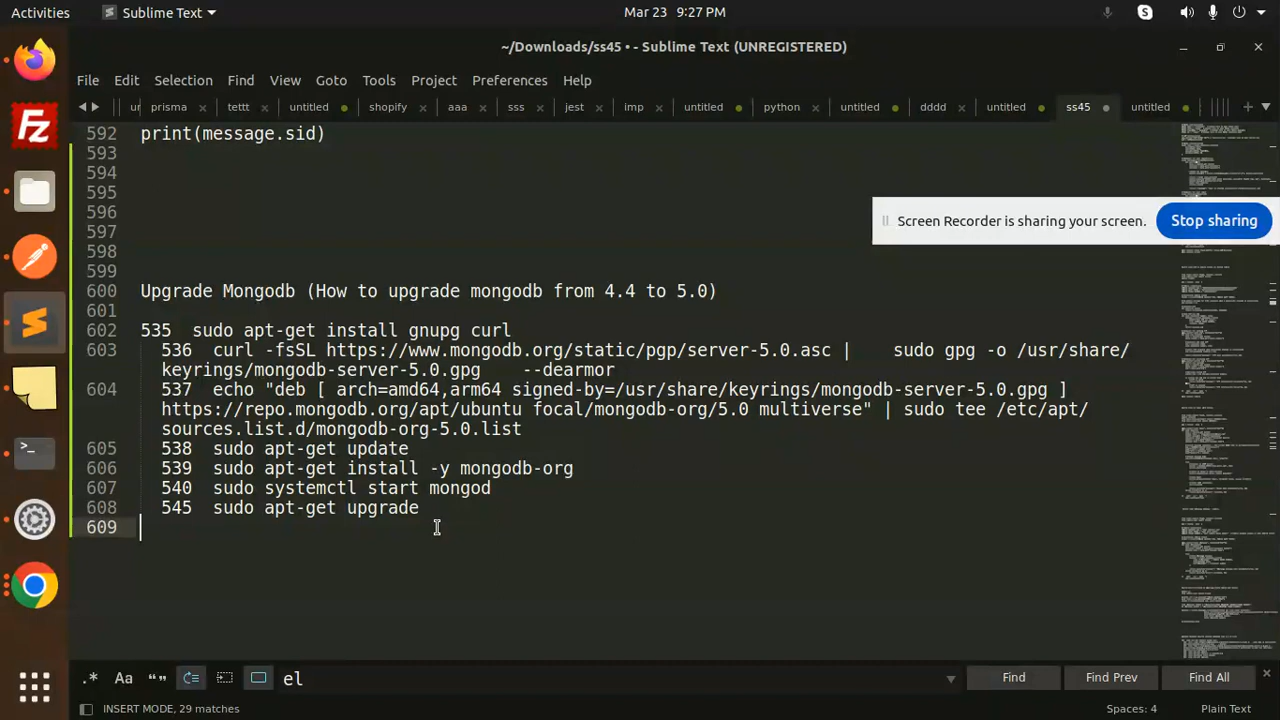 Activities Sublime Text Mar 23 9:27 PM
~/Downloads/ss45 • - Sublime Text (UNREGISTERED)
File Edit Selection Find View Goto Tools Project Preferences Help
ur prisma tettt untitled shopify aaa sss jest imp untitled python untitled dddd untitled ss45 untitled
592 print(message.sid)
593
594
595
596
Screen Recorder is sharing your screen. Stop sharing
597
598
599
600 Upgrade Mongodb (How to upgrade mgodb from 4.4 to 5.0)
601
602 535 sudo apt-get install gnupg curl
603 536 curl -fsSL https://www.mongodb.org/static/pgp/server-5.0.asc | sudo gpg -o /usr/share/
keyrings/mongodb-server-5.0.gpg --dearmor
604 537 echo "deb [ arch=amd64,arm64 signed-by=/usr/share/keyrings/mongodb-server-5.0.gpg ]
https://repo.mongodb.org/apt/ubuntu focal/mongodb-org/5.0 multiverse" | sudo tee /etc/apt/
sources.list.d/mongodb-org-5.0.list
605 538 sudo apt-get update
606 539 sudo apt-get install -y mongodb-org
607 540 sudo systemctl start mongod
608 545 sudo apt-get upgrade
609
.* Aa “” el Find Find Prev Find All
INSERT MODE, 29 matches Spaces: 4 Plain Text